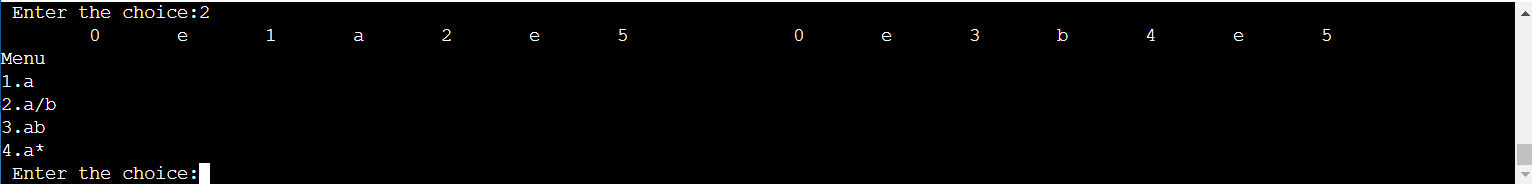 Enter the choice:2
0 e 1 a 2 e 5 0 e 3 b 4 e 5
Menu
1.a
2.a/b
3.ab
4.a*
Enter the choice: